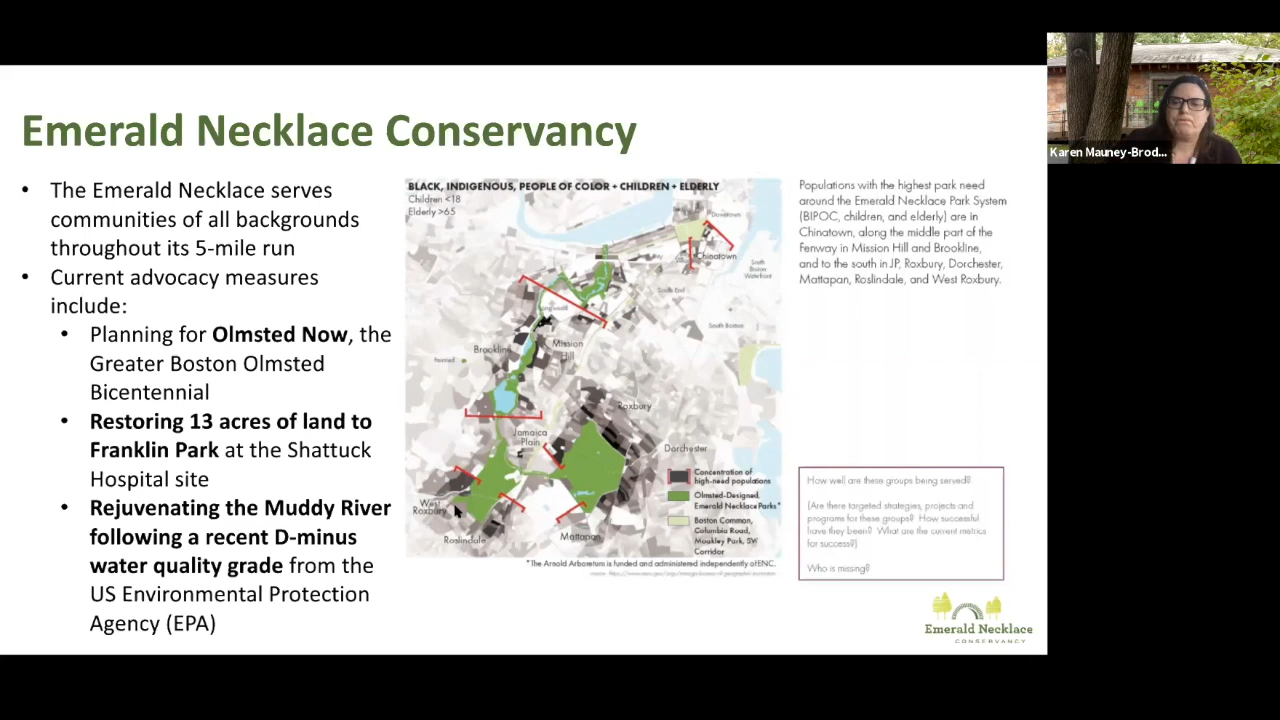 Emerald Necklace Conservancy
• The Emerald Necklace serves
communities of all backgrounds
throughout its 5-mile run
• Current advocacy measures
include:
• Planning for Olmsted Now, the
Greater Boston Olmsted
Bicentennial
• Restoring 13 acres of land to
Franklin Park at the Shattuck
Hospital site
• Rejuvenating the Muddy River
following a recent D-minus
water quality grade from the
US Environmental Protection
Agency (EPA)
BLACK, INDIGENOUS, PEOPLE OF COLOR + CHILDREN + ELDERLY
Children <18
Elderly >65
Downtown
Chinatown
South
Boston
Waterfront
South End
South Boston
Longwood
Mission
Hill
Brookline
Roxbury
Jamaica
Plain
Dorchester
West
Roxbury
Roslindale
Mattapan
Concentration of
high-need populations
Olmsted-Designed,
Emerald Necklace Parks*
Boston Common,
Columbia Road,
Moakley Park, SW
Corridor
*The Arnold Arboretum is funded and administered independently of ENC.
Populations with the highest park need
around the Emerald Necklace Park System
(BIPOC, children, and elderly) are in
Chinatown, along the middle part of the
Fenway in Mission Hill and Brookline,
and to the south in JP, Roxbury, Dorchester,
Mattapan, Roslindale, and West Roxbury.
How well are these groups being served?
(Are there targeted strategies, projects and
programs for these groups? How successful
have they been? What are the current metrics
for success?)
Who is missing?
Emerald Necklace
CONSERVANCY
Karen Mauney-Brod...